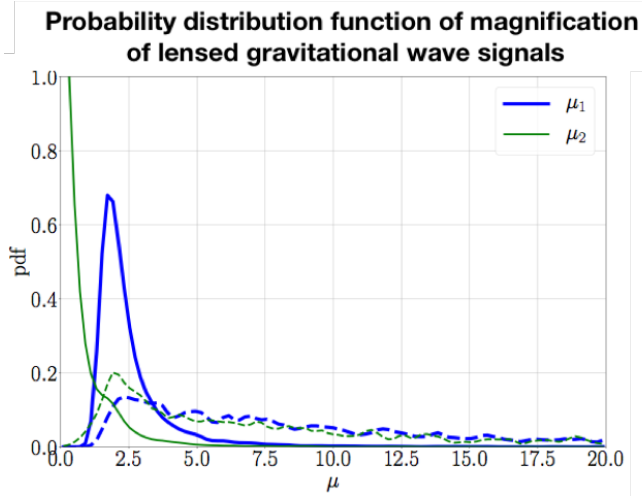 Probability distribution function of magnification
of lensed gravitational wave signals
1.0
μ₁
μ₂
0.8
0.6
pdf
0.4
0.2
0.0
0.0 2.5 5.0 7.5 10.0 12.5 15.0 17.5 20.0
μ